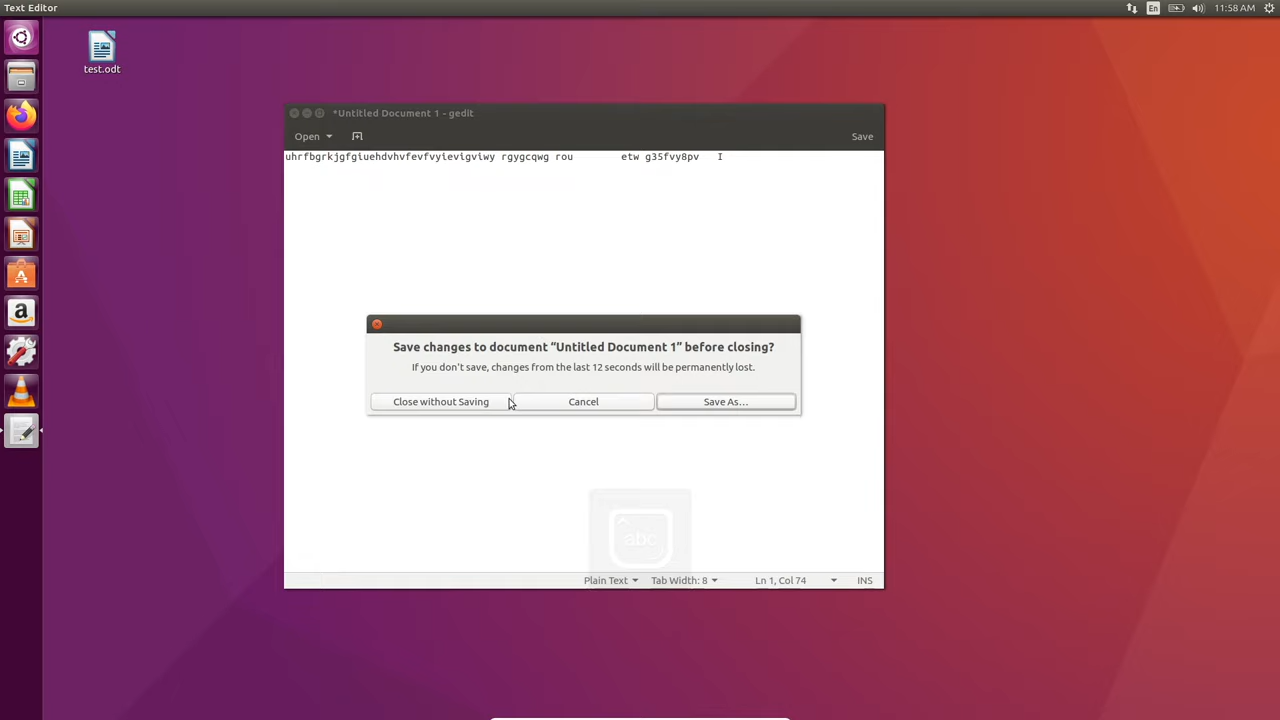 Text Editor
En
11:58 AM
test.odt
*Untitled Document 1 - gedit
Open
Save
uhrfbgrkjgfgiuehdvhvfevfvyievigviwy rgygcqwg rou etw g35fvy8pv
Save changes to document “Untitled Document 1” before closing?
If you don't save, changes from the last 12 seconds will be permanently lost.
Close without Saving
Cancel
Save As...
abc
Plain Text
Tab Width: 8
Ln 1, Col 74
INS